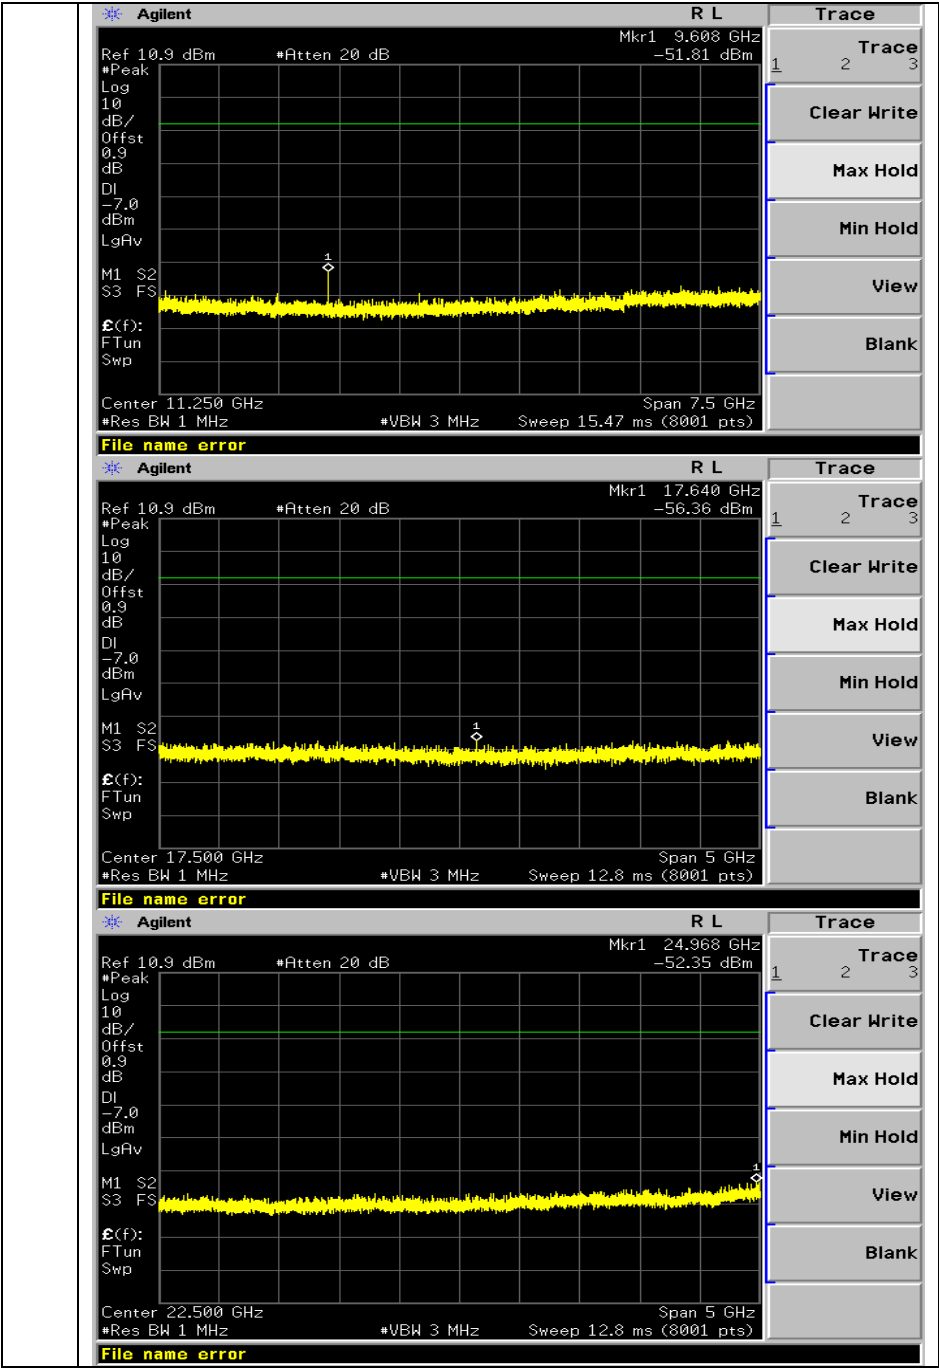 Agilent R L Trace
Mkr1 9.608 GHz
Ref 10.9 dBm #Atten 20 dB -51.81 dBm
#Peak
Log
10
dB/
Offst
0.9
dB
DI
-7.0
dBm
LgAv
M1 S2
S3 FS
£(f):
FTun
Swp
1
Center 11.250 GHz Span 7.5 GHz
#Res BW 1 MHz #VBW 3 MHz Sweep 15.47 ms (8001 pts)
File name error
Trace
1 2 3
Clear Write
Max Hold
Min Hold
View
Blank
Agilent R L Trace
Mkr1 17.640 GHz
Ref 10.9 dBm #Atten 20 dB -56.36 dBm
#Peak
Log
10
dB/
Offst
0.9
dB
DI
-7.0
dBm
LgAv
M1 S2
S3 FS
£(f):
FTun
Swp
1
Center 17.500 GHz Span 5 GHz
#Res BW 1 MHz #VBW 3 MHz Sweep 12.8 ms (8001 pts)
File name error
Trace
1 2 3
Clear Write
Max Hold
Min Hold
View
Blank
Agilent R L Trace
Mkr1 24.968 GHz
Ref 10.9 dBm #Atten 20 dB -52.35 dBm
#Peak
Log
10
dB/
Offst
0.9
dB
DI
-7.0
dBm
LgAv
M1 S2
S3 FS
£(f):
FTun
Swp
1
Center 22.500 GHz Span 5 GHz
#Res BW 1 MHz #VBW 3 MHz Sweep 12.8 ms (8001 pts)
File name error
Trace
1 2 3
Clear Write
Max Hold
Min Hold
View
Blank